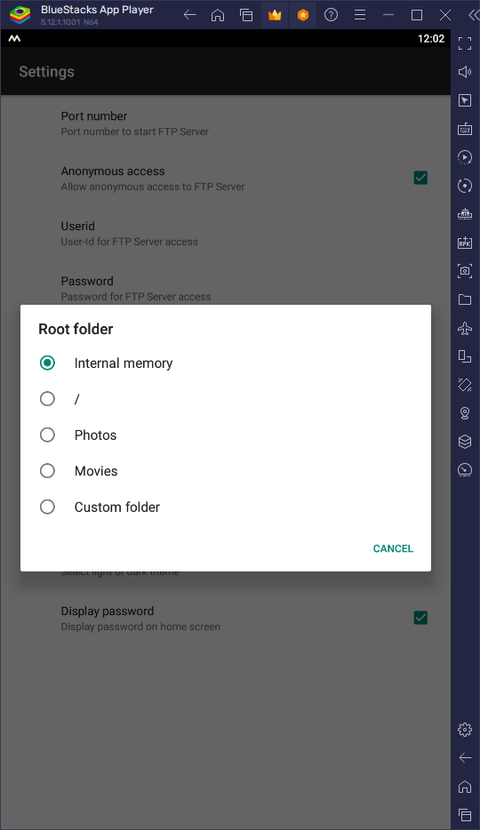 BlueStacks App Player
5.12.1.1001 N64
12:02
Settings
Port number
Port number to start FTP Server
Anonymous access
Allow anonymous access to FTP Server
Userid
User-Id for FTP Server access
Password
Password for FTP Server access
Root folder
Internal memory
/
Photos
Movies
Custom folder
CANCEL
Select light or dark theme
Display password
Display password on home screen